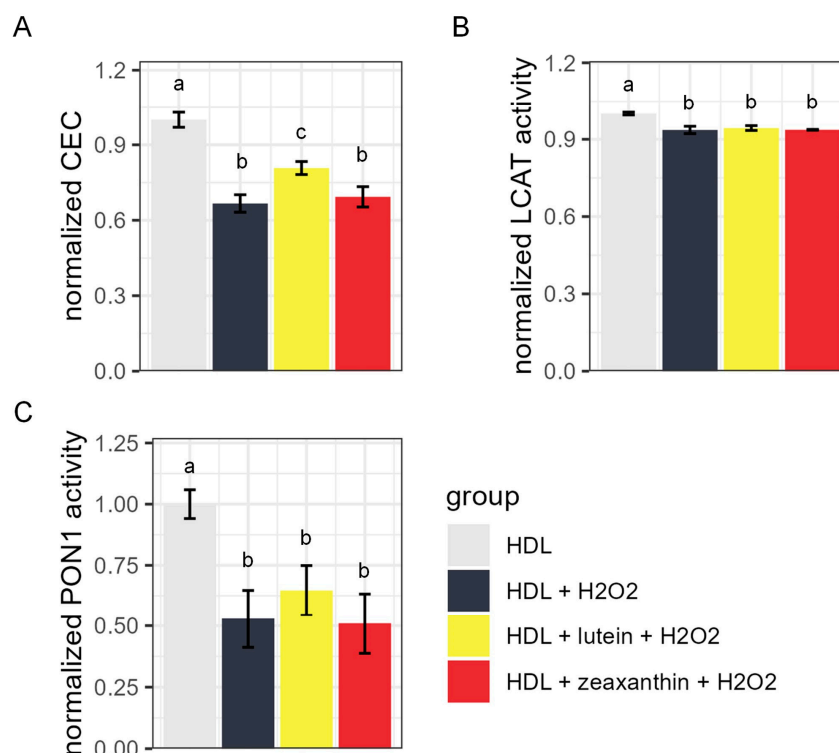 A
normalized CEC
1.2
0.9
0.6
0.3
0.0
a
b
c
b
B
normalized LCAT activity
1.2
0.9
0.6
0.3
0.0
a
b
b
b
C
normalized PON1 activity
1.25
1.00
0.75
0.50
0.25
0.00
a
b
b
b
group
HDL
HDL + H2O2
HDL + lutein + H2O2
HDL + zeaxanthin + H2O2